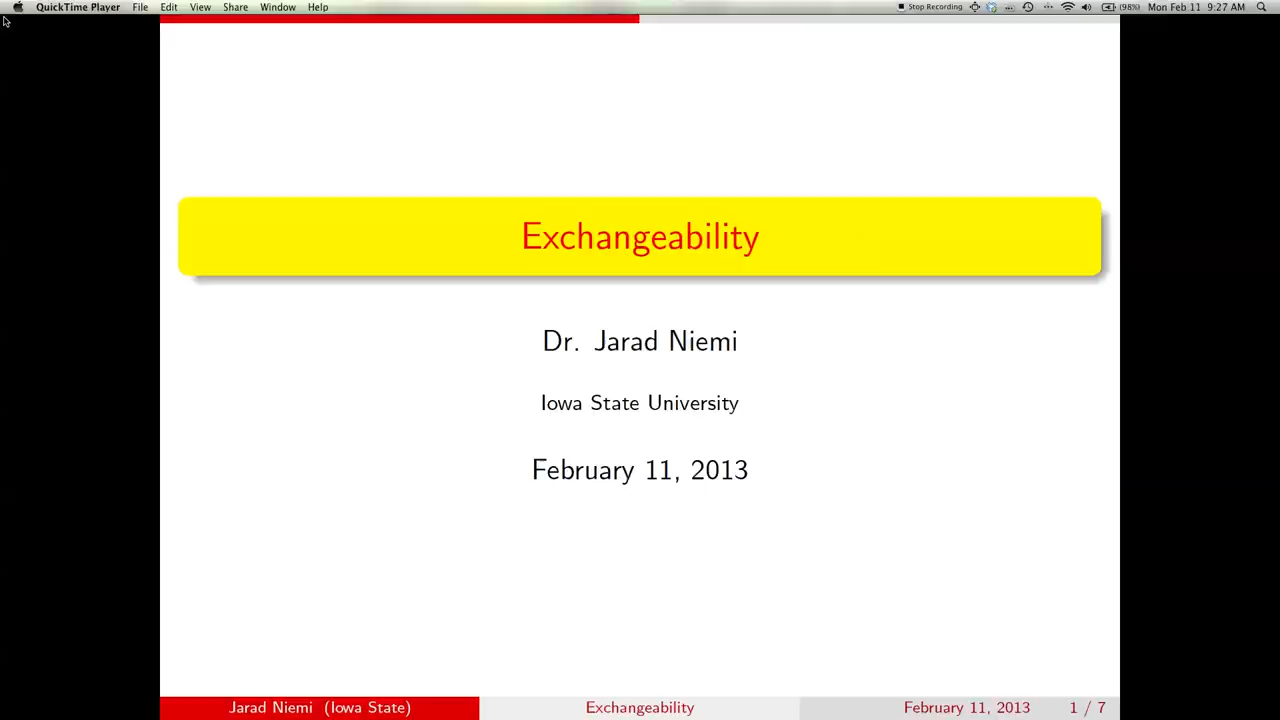 QuickTime Player File Edit View Share Window Help Stop Recording (98%) Mon Feb 11 9:27 AM
Exchangeability
Dr. Jarad Niemi
Iowa State University
February 11, 2013
Jarad Niemi (Iowa State) Exchangeability February 11, 2013 1 / 7